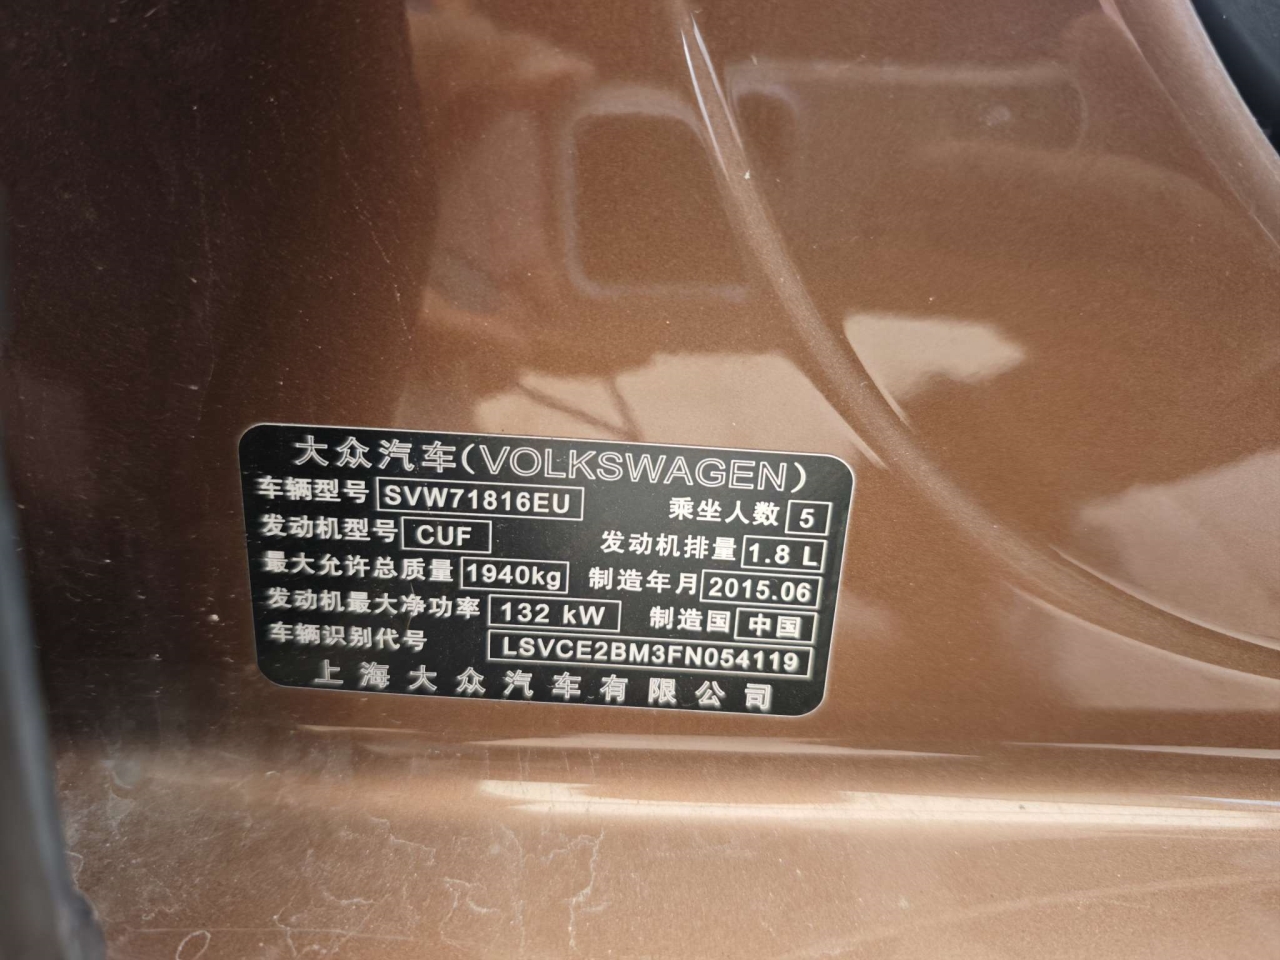 大众汽车(VOLKSWAGEN)
车辆型号 SVW71816EU 乘坐人数 5
发动机型号 CUF 发动机排量 1.8 L
最大允许总质量 1940kg 制造年月 2015.06
发动机最大净功率 132 kW 制造国 中国
车辆识别代号 LSVCE2BM3FN054119
上海大众汽车有限公司